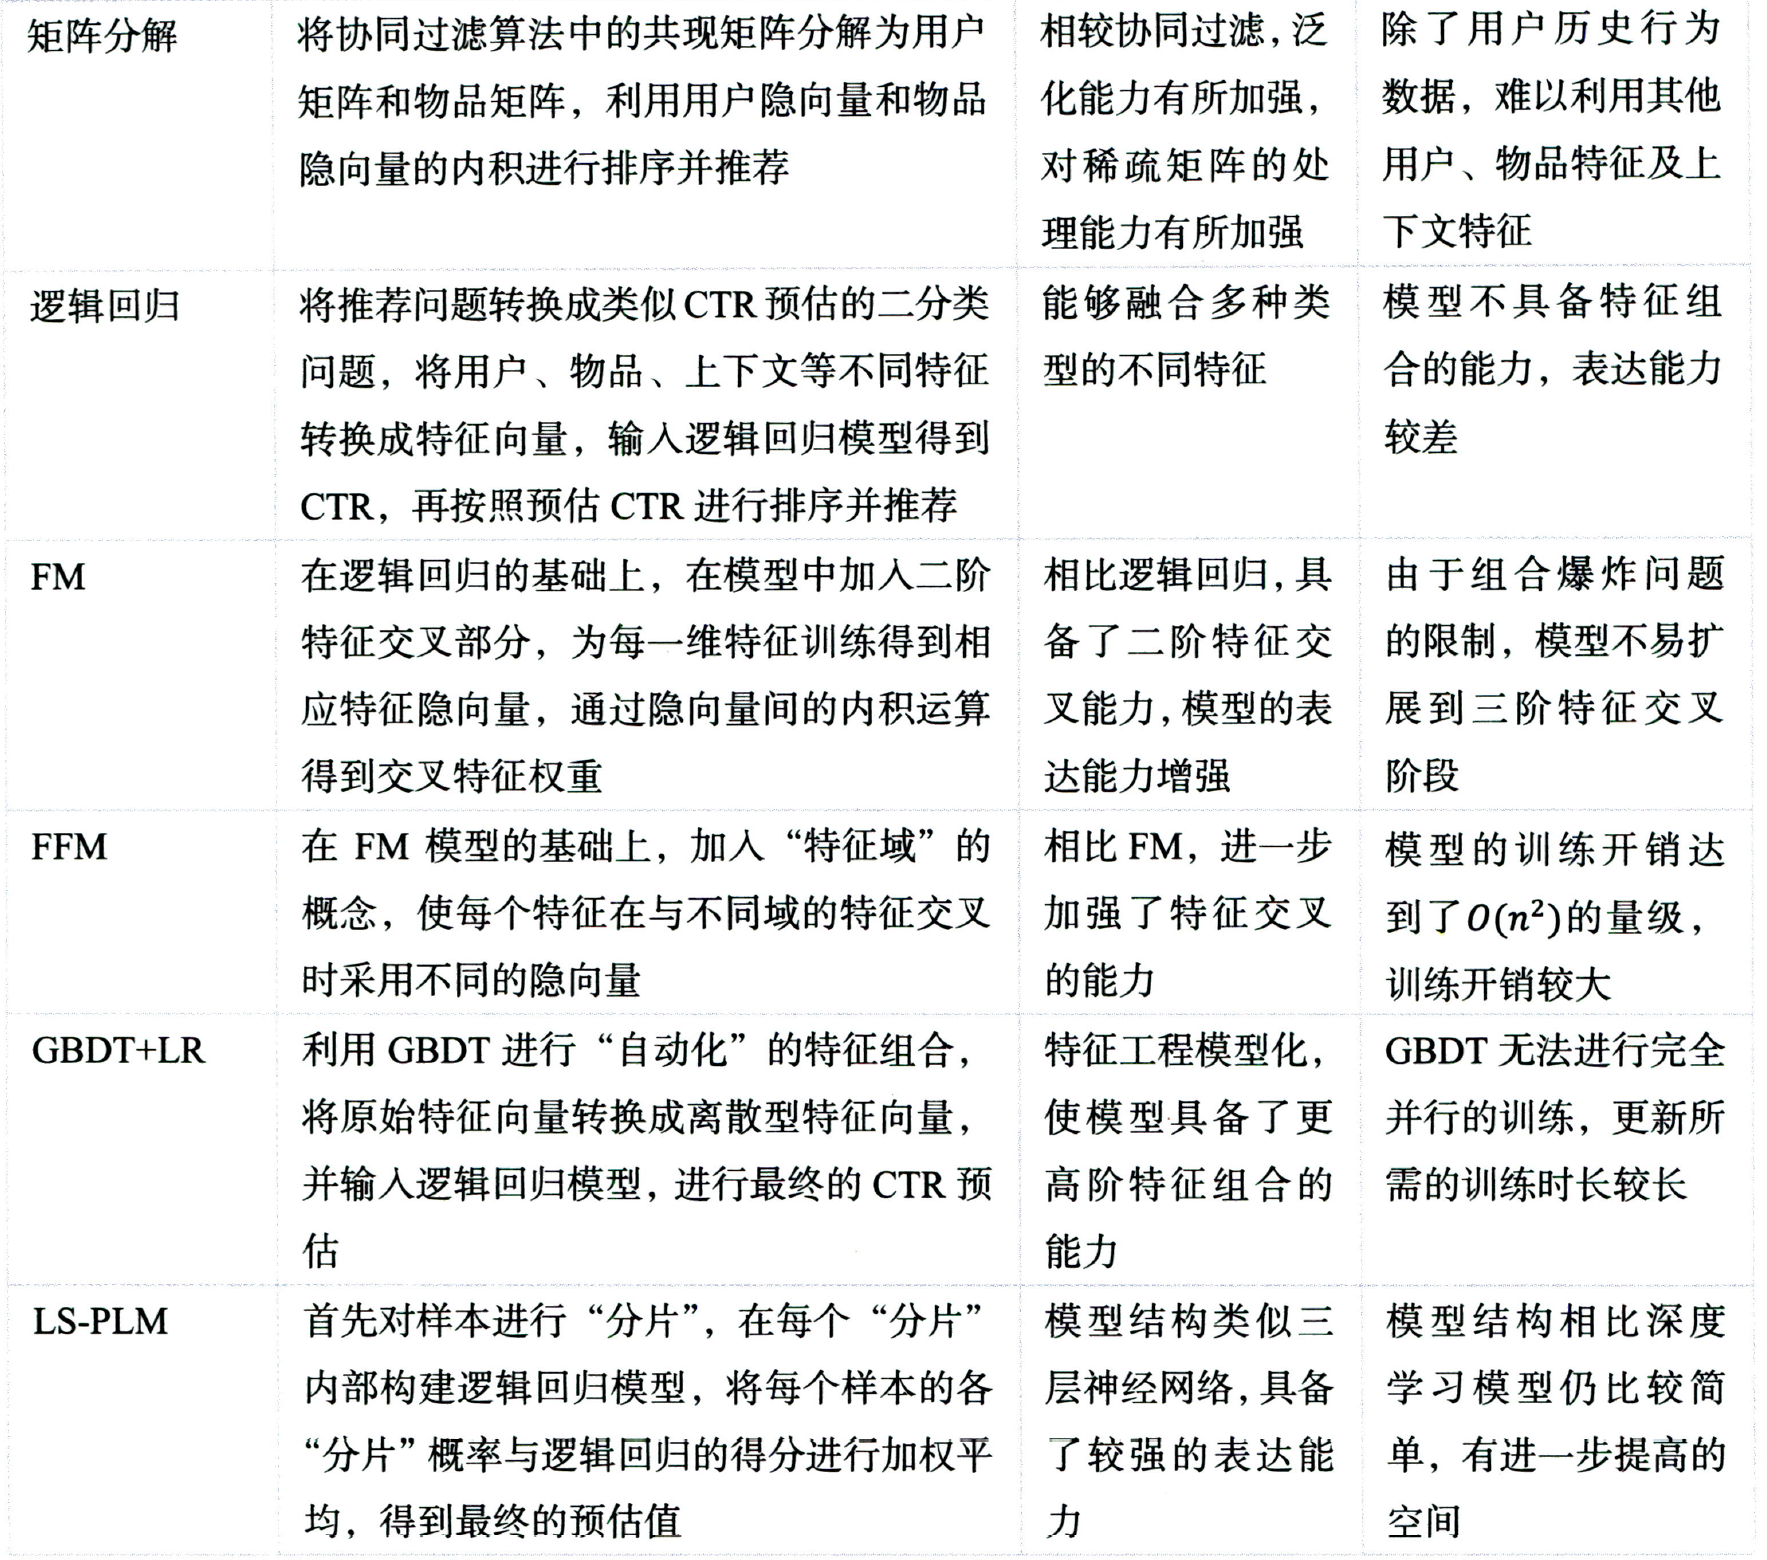 矩阵分解
将协同过滤算法中的共现矩阵分解为用户
矩阵和物品矩阵，利用用户隐向量和物品
隐向量的内积进行排序并推荐
相较协同过滤，泛
化能力有所加强，
对稀疏矩阵的处
理能力有所加强
除了用户历史行为
数据，难以利用其他
用户、物品特征及上
下文特征
逻辑回归
将推荐问题转换成类似 CTR 预估的二分类
问题，将用户、物品、上下文等不同特征
转换成特征向量，输入逻辑回归模型得到
CTR，再按照预估 CTR 进行排序并推荐
能够融合多种类
型的不同特征
模型不具备特征组
合的能力，表达能力
较差
FM
在逻辑回归的基础上，在模型中加入二阶
特征交叉部分，为每一维特征训练得到相
应特征隐向量，通过隐向量间的内积运算
得到交叉特征权重
相比逻辑回归，具
备了二阶特征交
叉能力，模型的表
达能力增强
由于组合爆炸问题
的限制，模型不易扩
展到三阶特征交叉
阶段
FFM
在 FM 模型的基础上，加入“特征域”的
概念，使每个特征在与不同域的特征交叉
时采用不同的隐向量
相比 FM，进一步
加强了特征交叉
的能力
模型的训练开销达
到了O(n²)的量级，
训练开销较大
GBDT+LR
利用 GBDT 进行“自动化”的特征组合，
将原始特征向量转换成离散型特征向量，
并输入逻辑回归模型，进行最终的 CTR 预
估
特征工程模型化，
使模型具备了更
高阶特征组合的
能力
GBDT 无法进行完全
并行的训练，更新所
需的训练时长较长
LS-PLM
首先对样本进行“分片”，在每个“分片”
内部构建逻辑回归模型，将每个样本的各
“分片”概率与逻辑回归的得分进行加权平
均，得到最终的预估值
模型结构类似三
层神经网络，具备
了较强的表达能
力
模型结构相比深度
学习模型仍比较简
单，有进一步提高的
空间